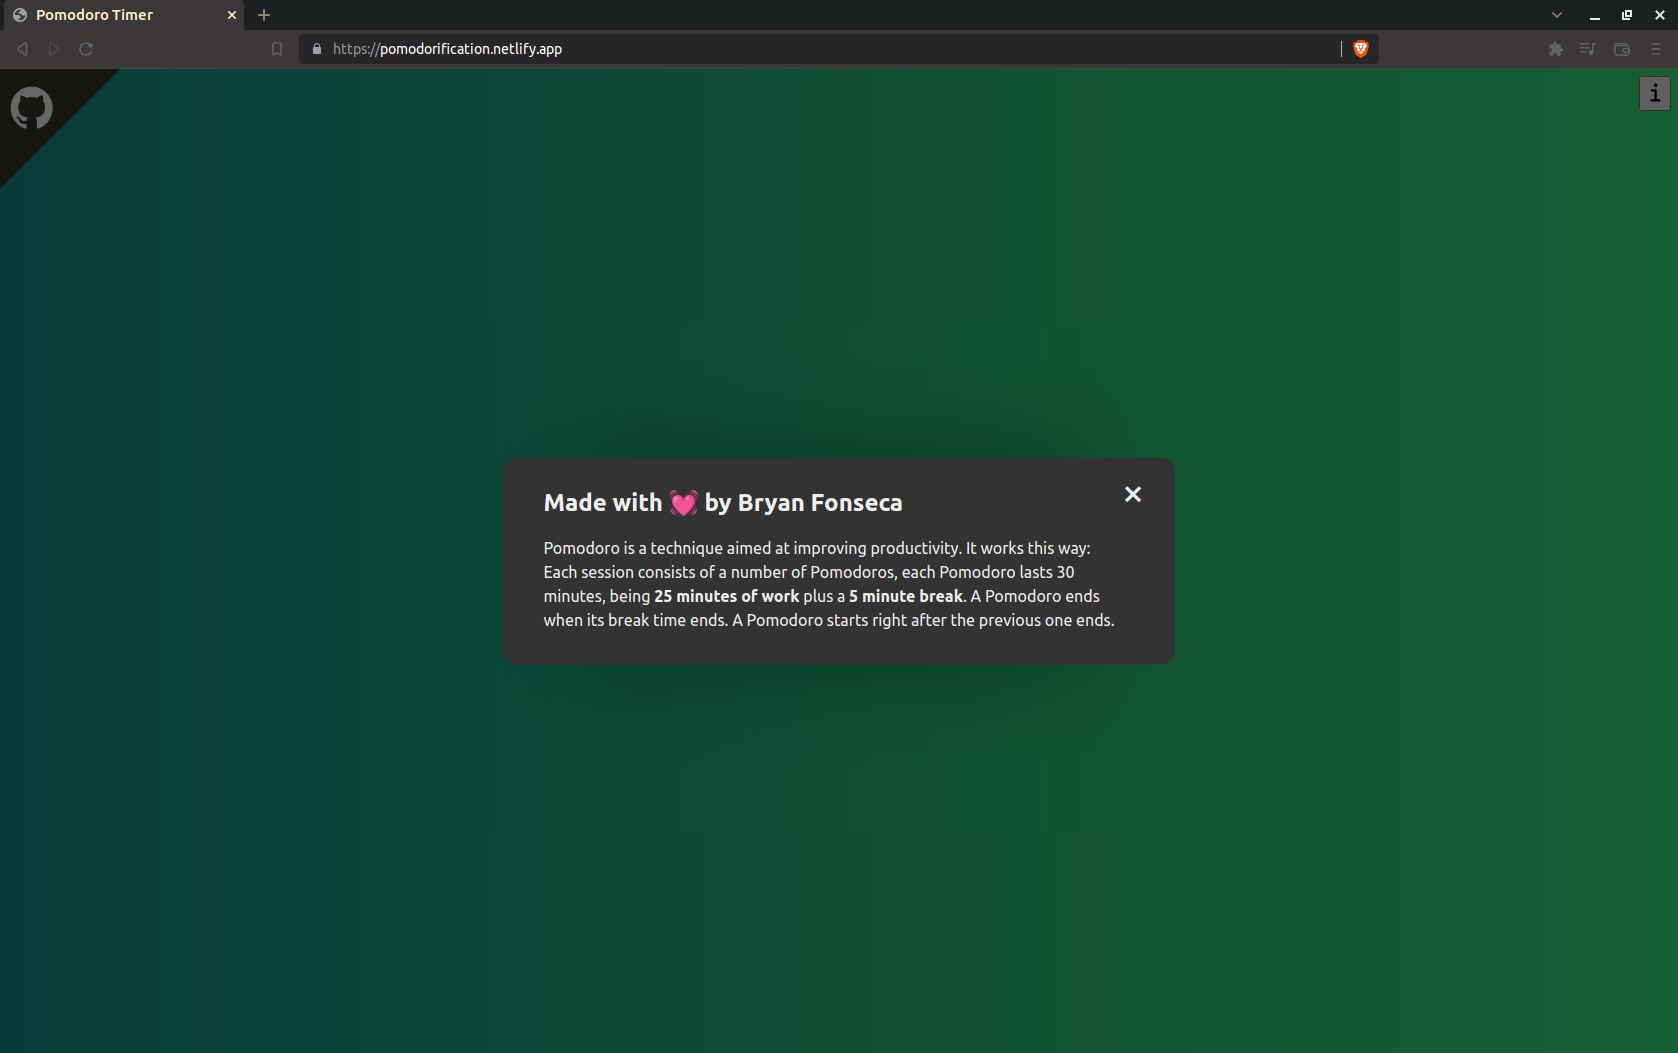 Pomodoro Timer
https://pomodorification.netlify.app
i
Made with 💓 by Bryan Fonseca
Pomodoro is a technique aimed at improving productivity. It works this way:
Each session consists of a number of Pomodoros, each Pomodoro lasts 30
minutes, being 25 minutes of work plus a 5 minute break. A Pomodoro ends
when its break time ends. A Pomodoro starts right after the previous one ends.